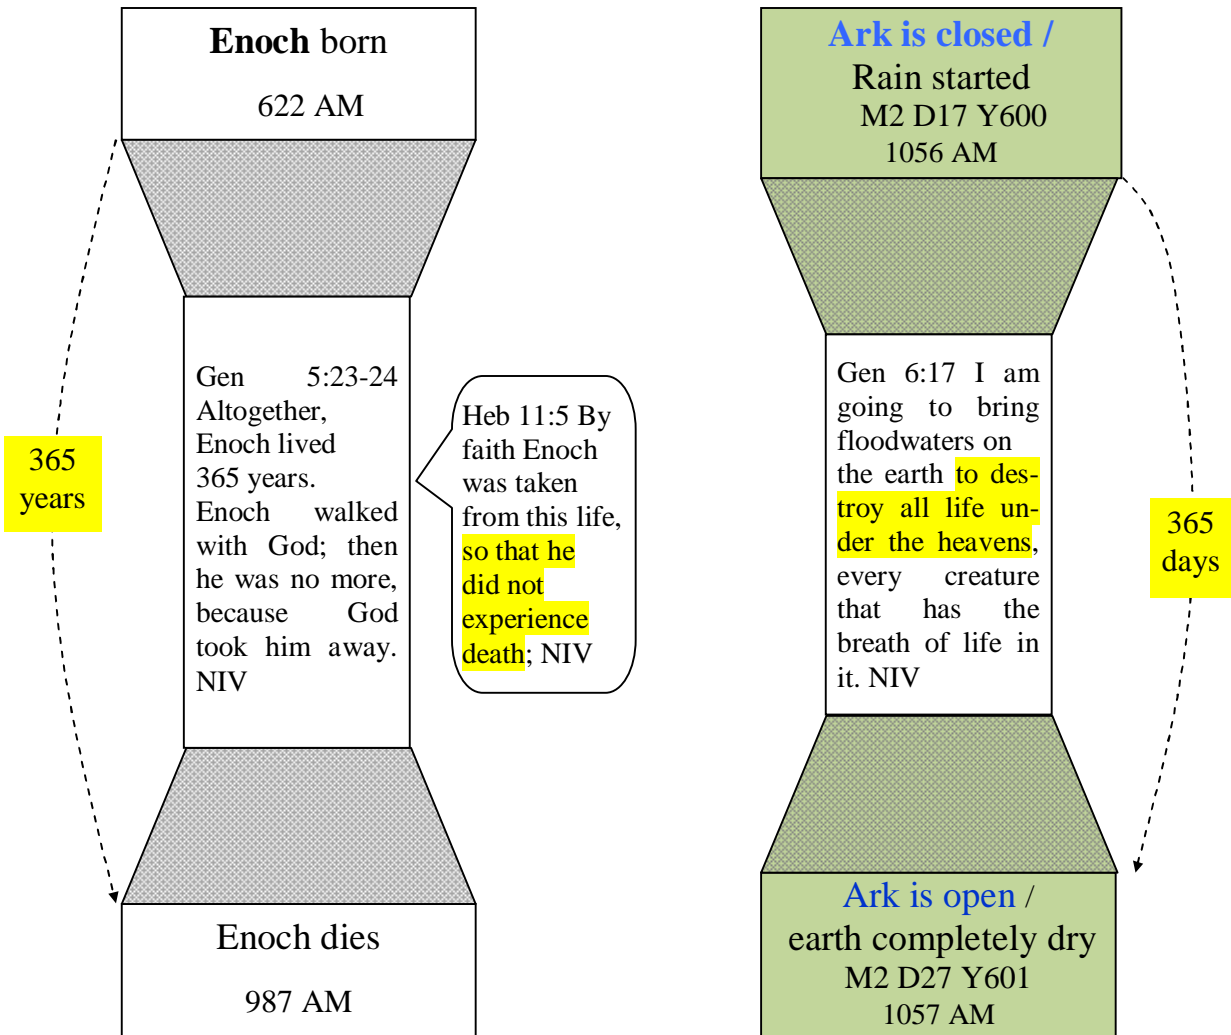 Enoch born
622 AM
365
years
Gen 5:23-24
Altogether,
Enoch lived
365 years.
Enoch walked
with God; then
he was no more,
because God
took him away.
NIV
Heb 11:5 By
faith Enoch
was taken
from this life,
so that he
did not
experience
death; NIV
Enoch dies
987 AM
Ark is closed /
Rain started
M2 D17 Y600
1056 AM
Gen 6:17 I am
going to bring
floodwaters on
the earth to des-
troy all life un-
der the heavens,
every creature
that has the
breath of life in
it. NIV
365
days
Ark is open /
earth completely dry
M2 D27 Y601
1057 AM